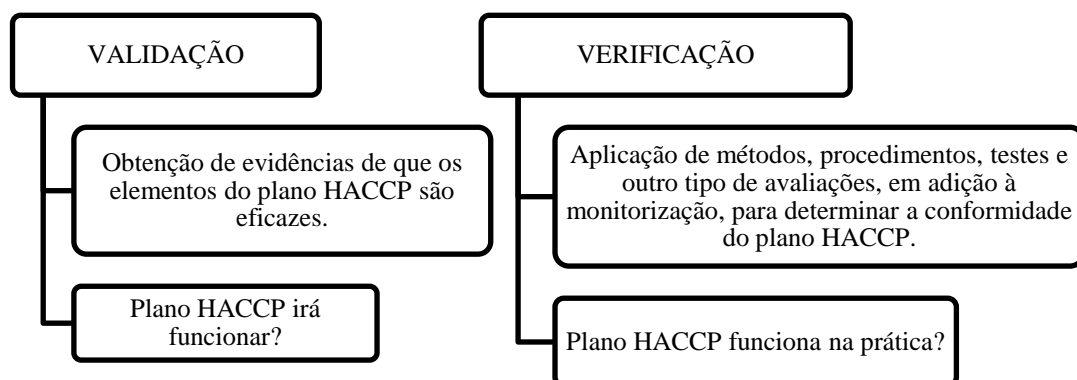 VALIDAÇÃO
Obtenção de evidências de que os
elementos do plano HACCP são
eficazes.
Plano HACCP irá
funcionar?
VERIFICAÇÃO
Aplicação de métodos, procedimentos, testes e
outro tipo de avaliações, em adição à
monitorização, para determinar a conformidade
do plano HACCP.
Plano HACCP funciona na prática?